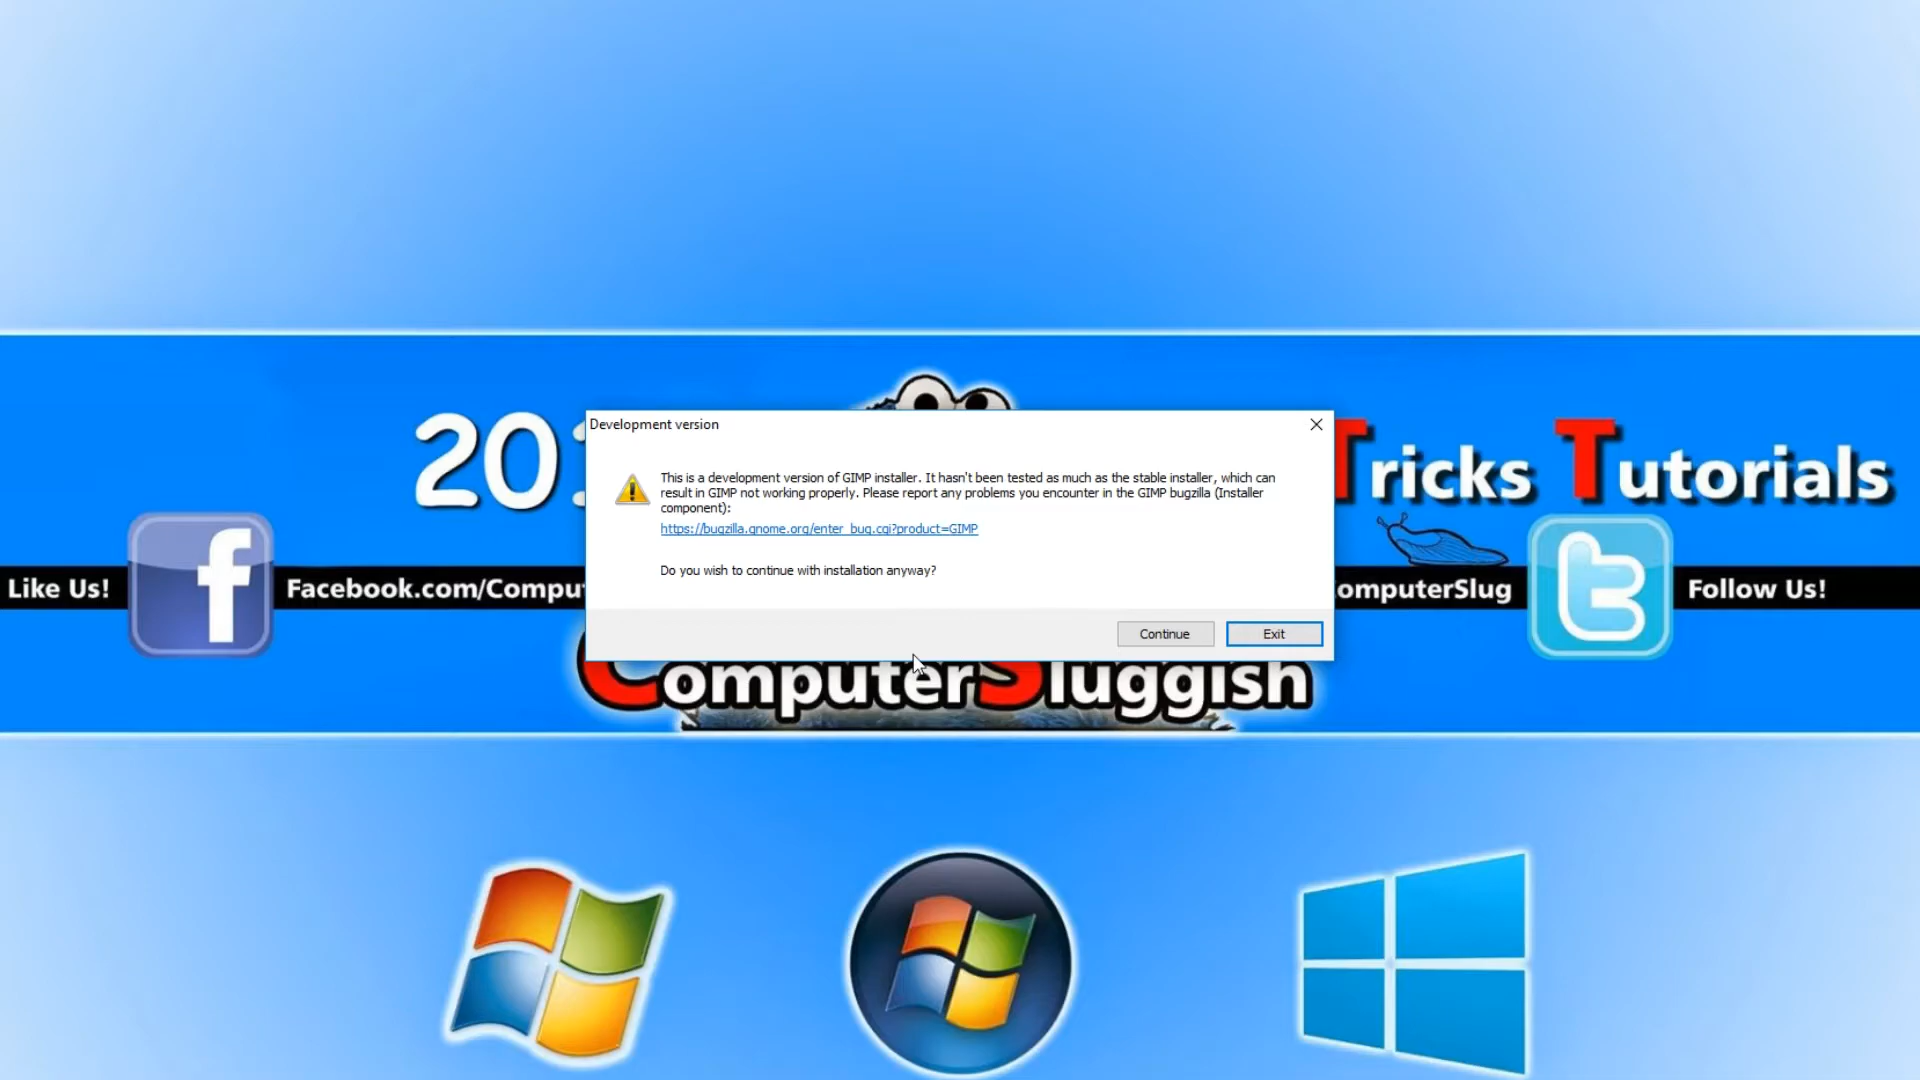 Development version
This is a development version of GIMP installer. It hasn't been tested as much as the stable installer, which can
result in GIMP not working properly. Please report any problems you encounter in the GIMP bugzilla (Installer
component):
https://bugzilla.gnome.org/enter_bug.cgi?product=GIMP
Do you wish to continue with installation anyway?
Continue
Exit
Tricks Tutorials
Like Us!
Facebook.com/Compu
omputerSlug
Follow Us!
ComputerSluggish